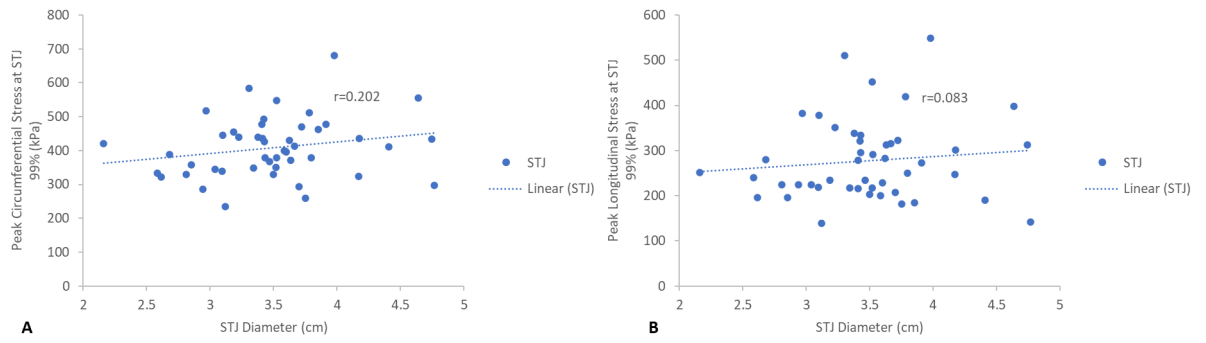 800
700
600
500
400
300
200
100
0
2
2.5
3
3.5
4
4.5
5
Peak Circumferential Stress at STJ
99% (kPa)
STJ Diameter (cm)
r=0.202
STJ
Linear (STJ)
A
600
500
400
300
200
100
0
2
2.5
3
3.5
4
4.5
5
Peak Longitudinal Stress at STJ
99% (kPa)
STJ Diameter (cm)
r=0.083
STJ
Linear (STJ)
B